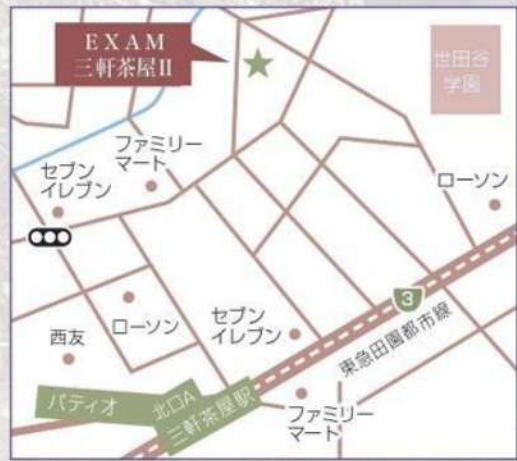 EXAM
三軒茶屋II
世田谷
学園
ファミリー
マート
セブン
イレブン
ローソン
3
東急田園都市線
セブン
イレブン
ローソン
西友
パティオ
北口A
三軒茶屋駅
ファミリー
マート